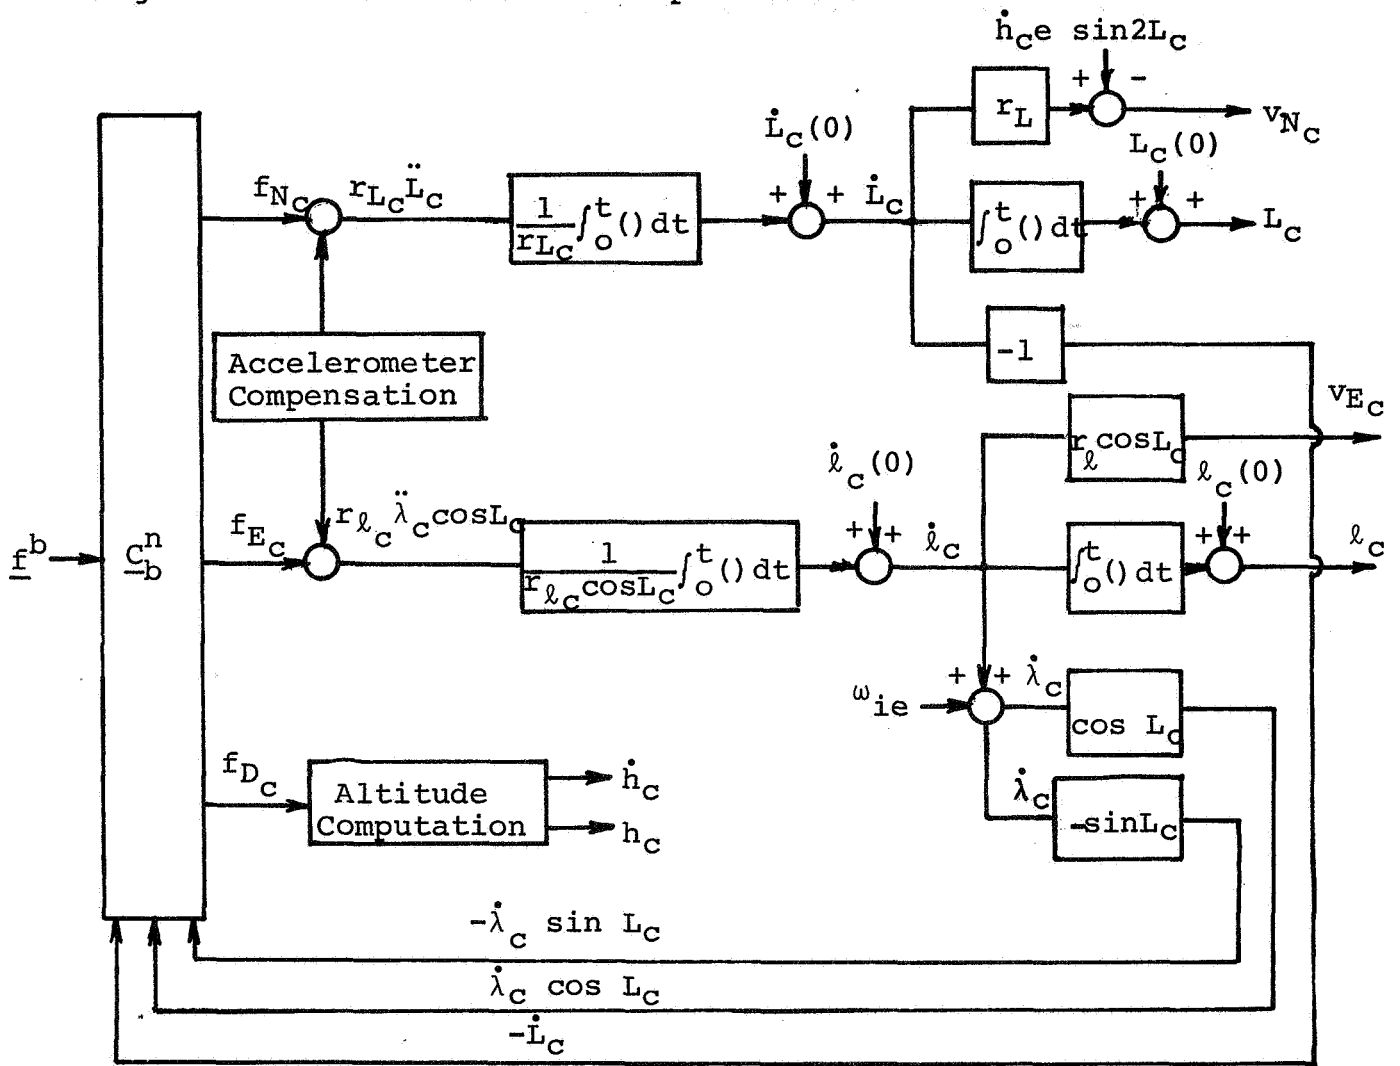 ḣ_c e sin2L_c
+ -
r_L
v_N_c
L̇_c(0)
L_c(0)
f_N_c
r_L_c L̈_c
1/r_L_c ∫_o^t () dt
+ +
L̇_c
∫_o^t () dt
+ +
L_c
-1
Accelerometer
Compensation
v_E_c
r_ℓ cosL_c
ℓ̇_c(0)
ℓ_c(0)
f^b
C_b^n
f_E_c
r_ℓ_c λ̈_c cosL_c
1/r_ℓ_c cosL_c ∫_o^t () dt
+ +
ℓ̇_c
∫_o^t () dt
+ +
ℓ_c
ω_ie
+ +
λ̇_c
cos L_c
f_D_c
Altitude
Computation
ḣ_c
h_c
λ̇_c
-sinL_c
-λ̇_c sin L_c
λ̇_c cos L_c
-L̇_c